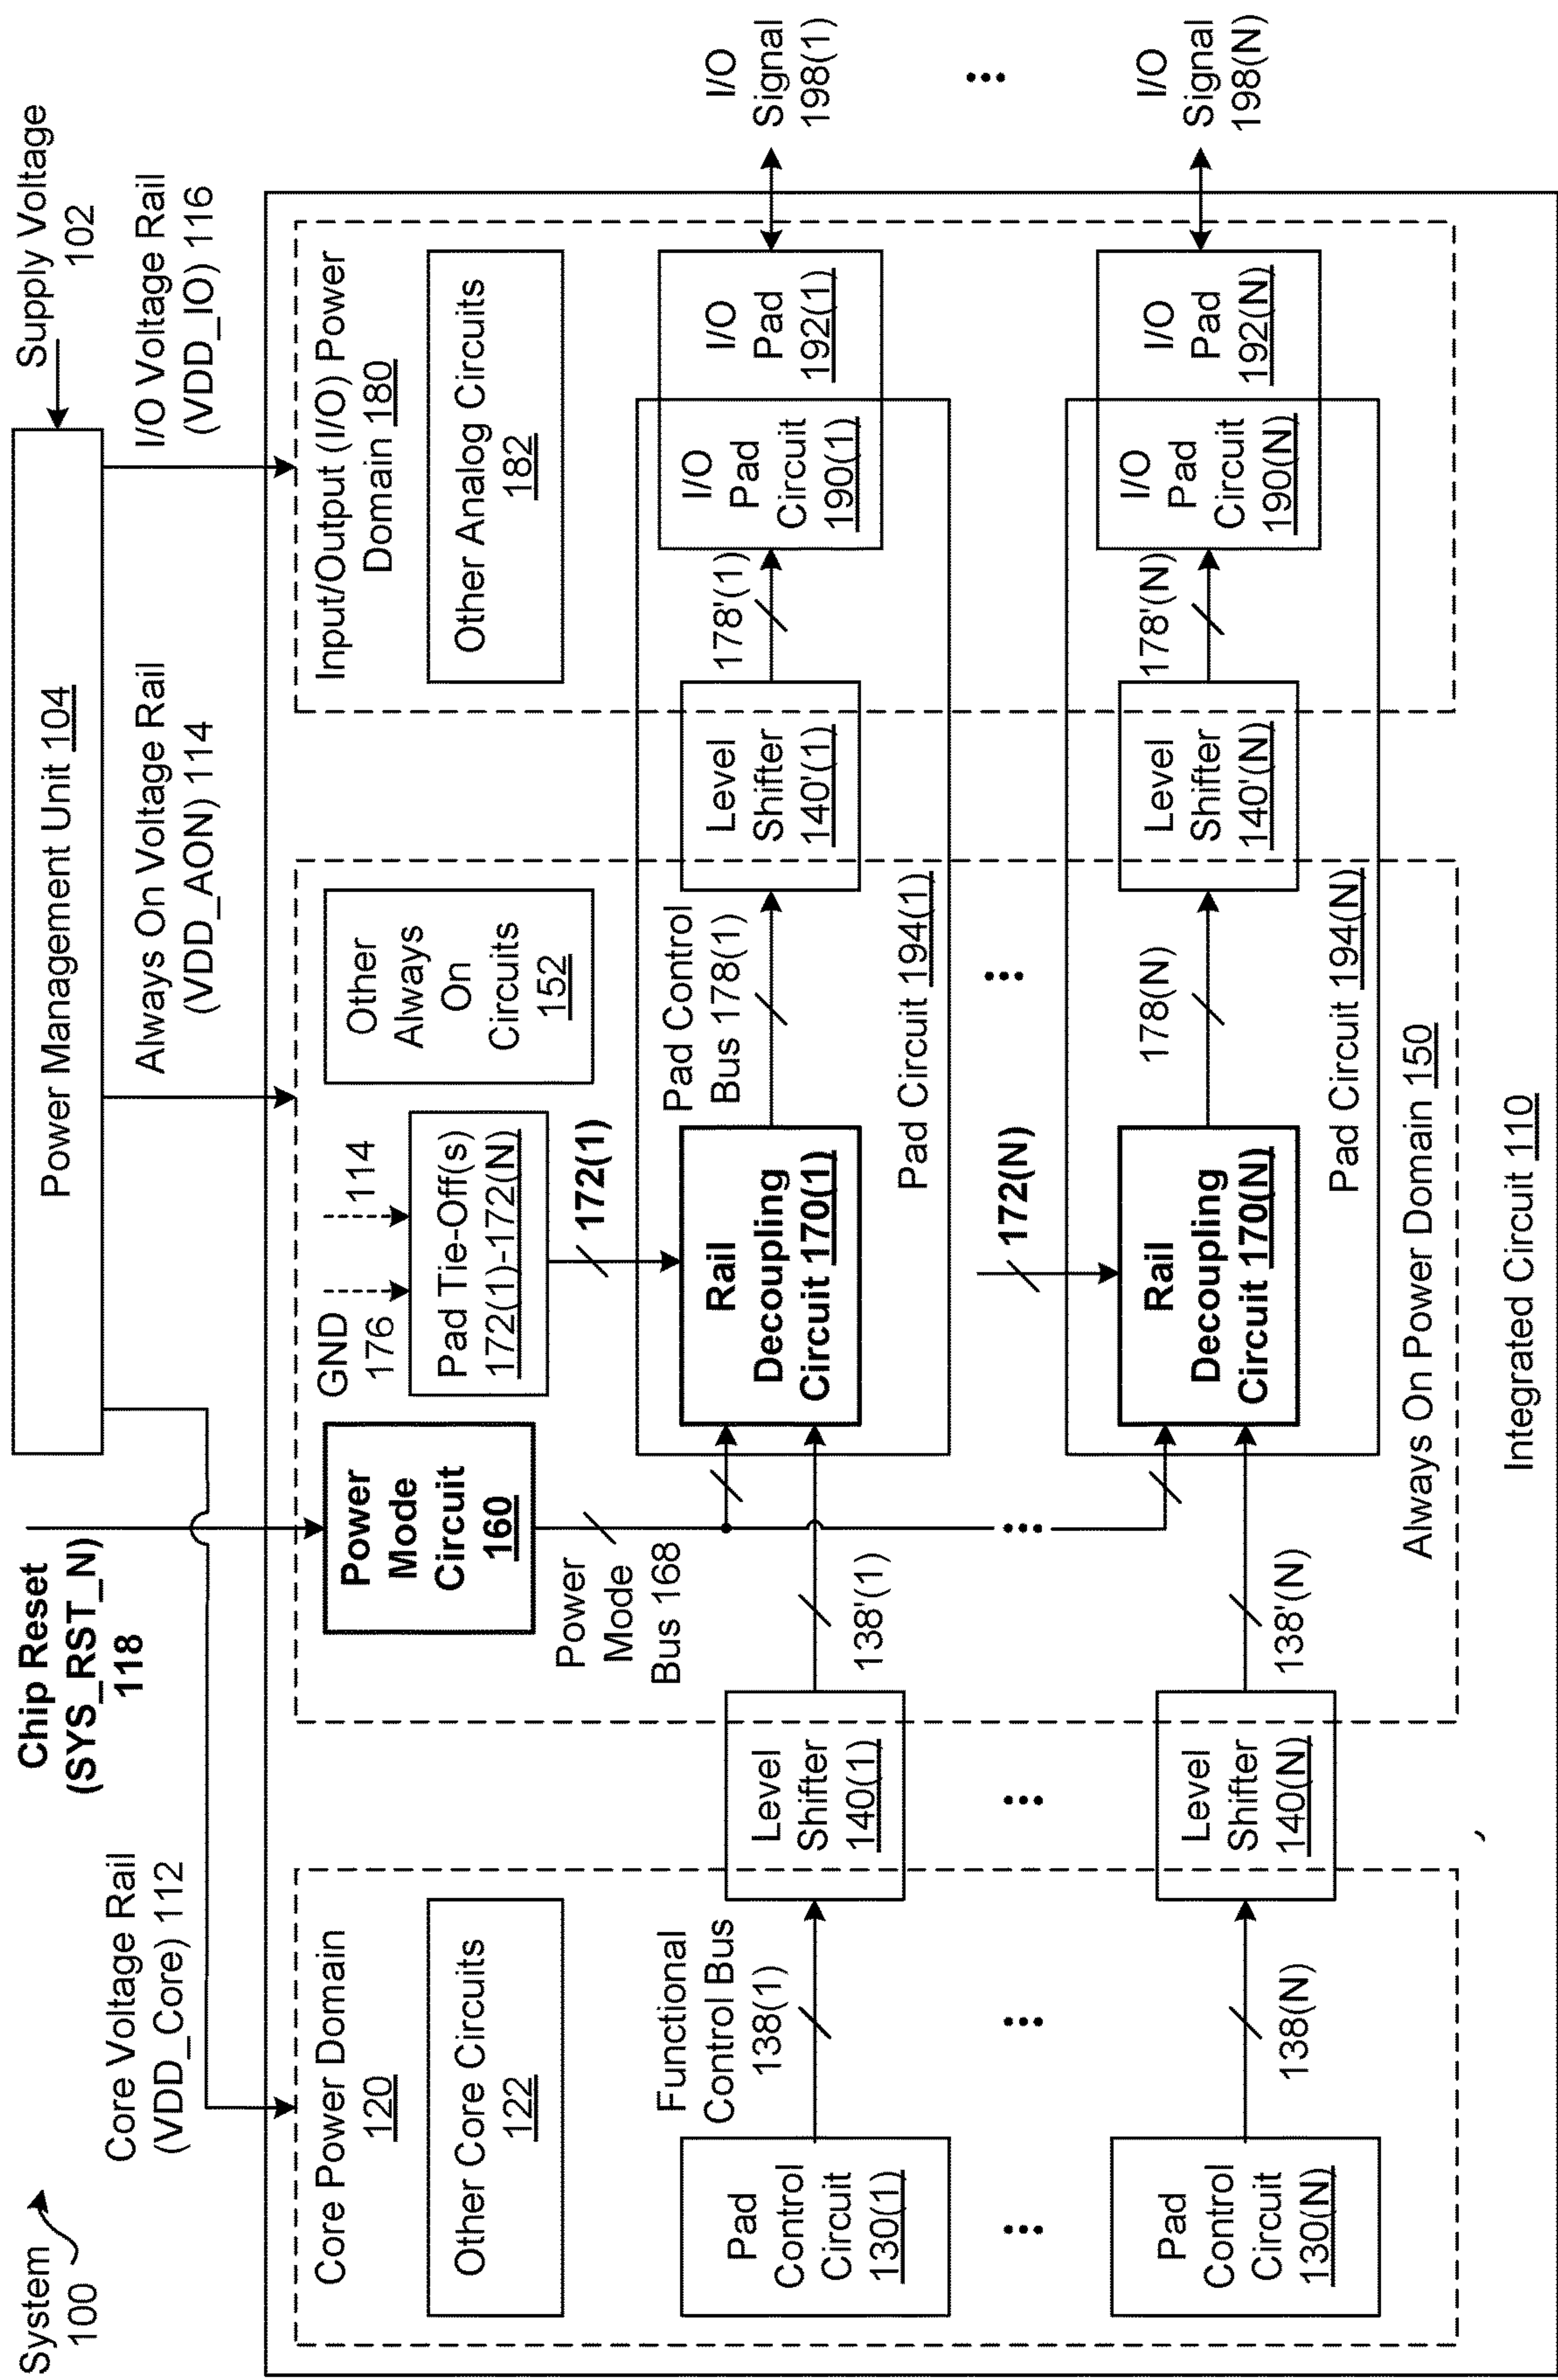 System
100
Chip Reset
(SYS_RST_N)
118
Power Management Unit 104
Supply Voltage
102
Core Voltage Rail
(VDD_Core) 112
Always On Voltage Rail
(VDD_AON) 114
I/O Voltage Rail
(VDD_IO) 116
Core Power Domain
120
Other Core Circuits
122
Functional
Control Bus
138(1)
Pad
Control
Circuit
130(1)
Level
Shifter
140(1)
138'(1)
Power
Mode
Circuit
160
Power
Mode
Bus 168
GND
176
114
Pad Tie-Off(s)
172(1)-172(N)
172(1)
Other
Always
On
Circuits
152
Rail
Decoupling
Circuit 170(1)
Pad Control
Bus 178(1)
Pad Circuit 194(1)
Level
Shifter
140'(1)
178'(1)
Input/Output (I/O) Power
Domain 180
Other Analog Circuits
182
I/O
Pad
Circuit
190(1)
I/O
Pad
192(1)
I/O
Signal
198(1)
...
...
...
...
...
...
Pad
Control
Circuit
130(N)
138(N)
Level
Shifter
140(N)
138'(N)
172(N)
Rail
Decoupling
Circuit 170(N)
178(N)
Pad Circuit 194(N)
Level
Shifter
140'(N)
178'(N)
I/O
Pad
Circuit
190(N)
I/O
Pad
192(N)
I/O
Signal
198(N)
Always On Power Domain 150
Integrated Circuit 110